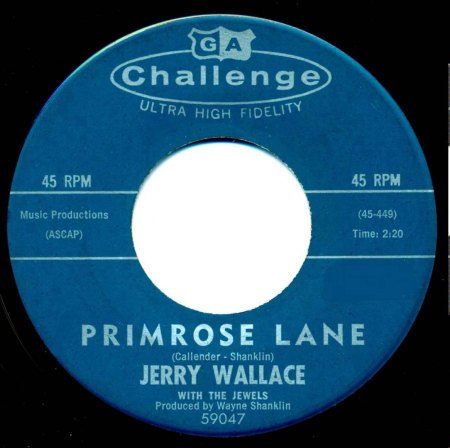 GA
Challenge
ULTRA HIGH FIDELITY
45 RPM
45 RPM
Music Productions
(ASCAP)
(45-449)
Time: 2:20
PRIMROSE LANE
(Callender - Shanklin)
JERRY WALLACE
WITH THE JEWELS
Produced by Wayne Shanklin
59047